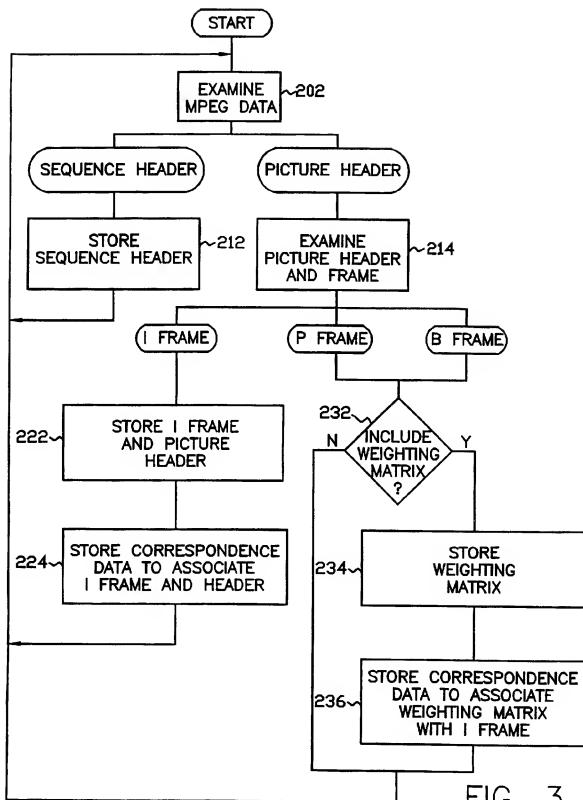 START
EXAMINE
MPEG DATA
202
SEQUENCE HEADER
PICTURE HEADER
STORE
SEQUENCE HEADER
212
EXAMINE
PICTURE HEADER
AND FRAME
214
I FRAME
P FRAME
B FRAME
232
N
INCLUDE
WEIGHTING
MATRIX
?
Y
222
STORE I FRAME
AND PICTURE
HEADER
234
STORE
WEIGHTING
MATRIX
224
STORE CORRESPONDENCE
DATA TO ASSOCIATE
I FRAME AND HEADER
236
STORE CORRESPONDENCE
DATA TO ASSOCIATE
WEIGHTING MATRIX
WITH I FRAME
FIG. 3